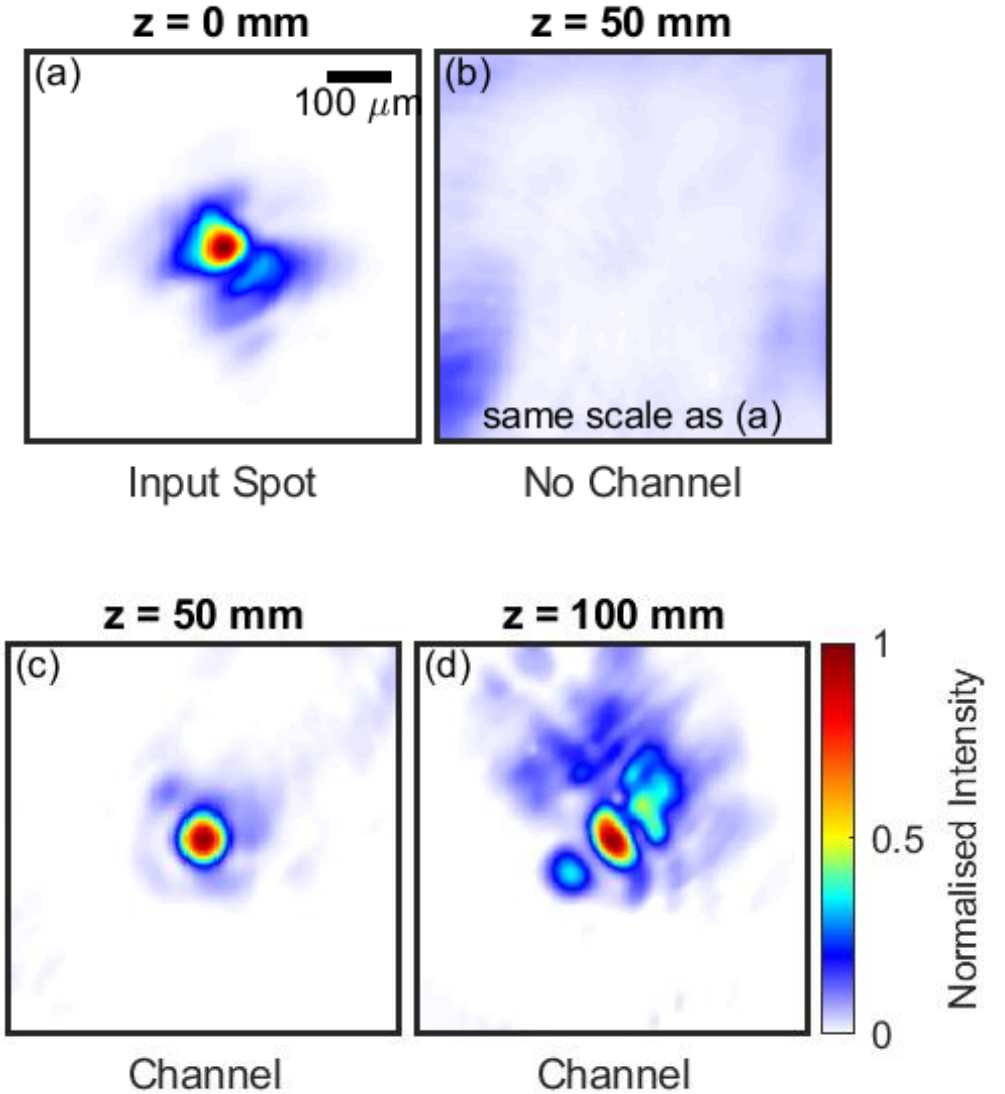 z = 0 mm
z = 50 mm
(a)
100 μm
(b)
same scale as (a)
Input Spot
No Channel
z = 50 mm
z = 100 mm
(c)
(d)
1
0.5
0
Normalised Intensity
Channel
Channel